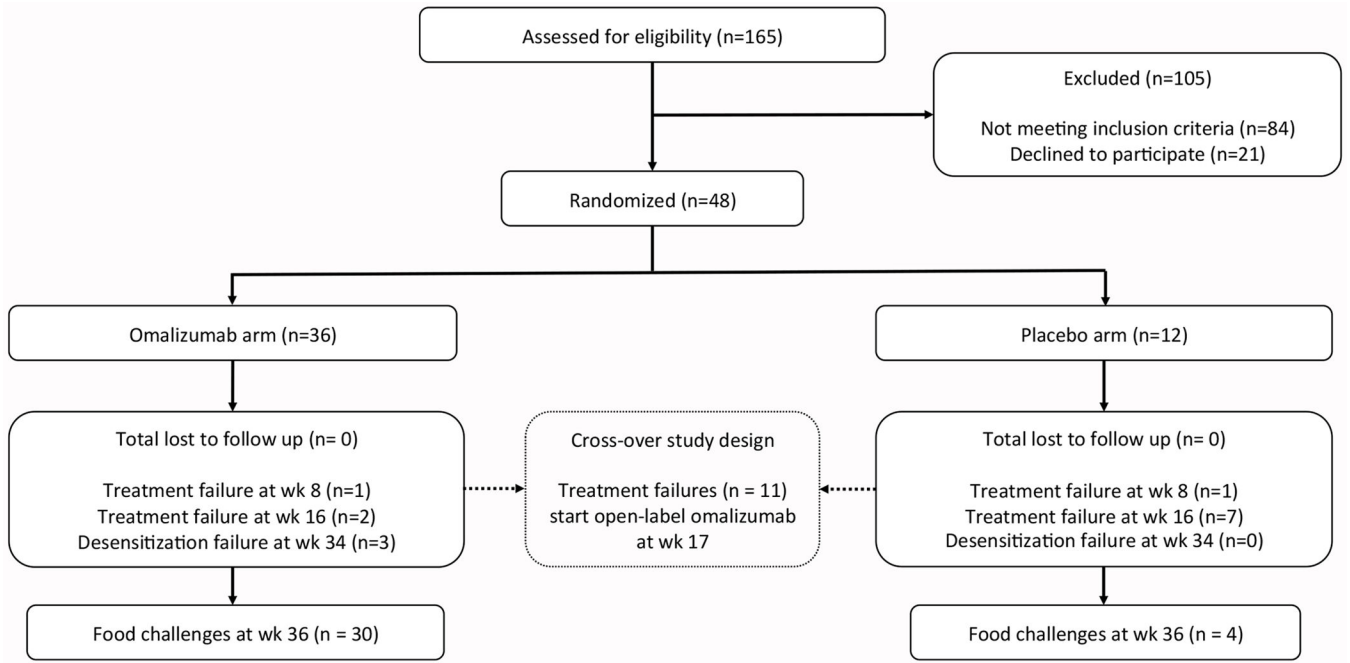 Assessed for eligibility (n=165)
Excluded (n=105)
Not meeting inclusion criteria (n=84)
Declined to participate (n=21)
Randomized (n=48)
Omalizumab arm (n=36)
Placebo arm (n=12)
Total lost to follow up (n= 0)
Treatment failure at wk 8 (n=1)
Treatment failure at wk 16 (n=2)
Desensitization failure at wk 34 (n=3)
Cross-over study design
Treatment failures (n = 11)
start open-label omalizumab
at wk 17
Total lost to follow up (n= 0)
Treatment failure at wk 8 (n=1)
Treatment failure at wk 16 (n=7)
Desensitization failure at wk 34 (n=0)
Food challenges at wk 36 (n = 30)
Food challenges at wk 36 (n = 4)